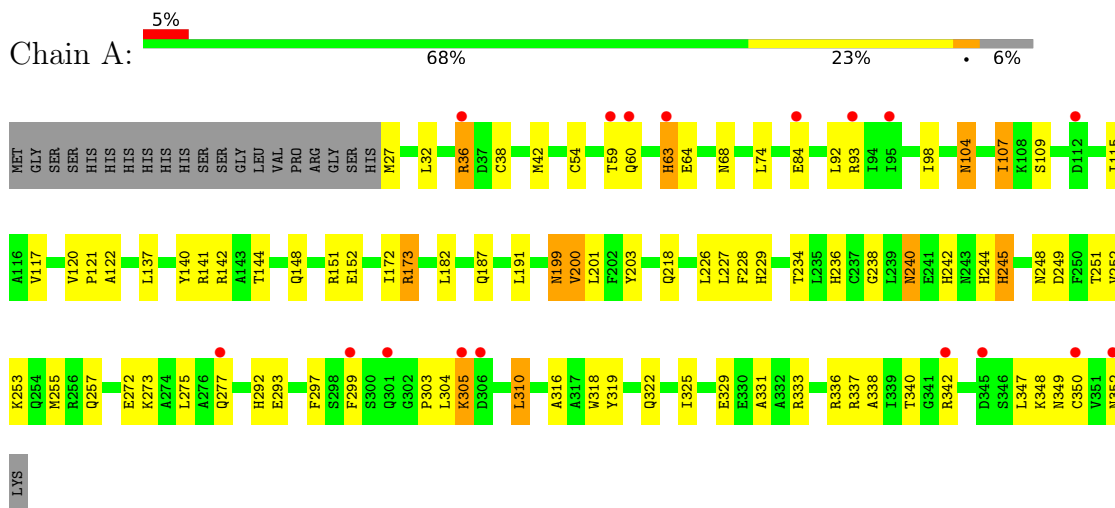 5%
Chain A:
68% 23% • 6%
MET GLY SER SER HIS HIS HIS HIS HIS HIS SER SER GLY LEU VAL PRO ARG GLY SER HIS M27 L32 R36 D37 C38 M42 C54 T59 Q60 H63 E64 N68 L74 E84 L92 R93 I94 I95 I98 N104 I107 K108 S109 D112 I115
A116 V117 V120 P121 A122 L137 Y140 R141 R142 A143 T144 Q148 R151 E152 I172 R173 L182 Q187 L191 N199 V200 L201 F202 Y203 Q218 L226 L227 F228 H229 T234 L235 H236 C237 G238 L239 N240 E241 H242 N243 H244 H245 N248 D249 F250 T251
K253 Q254 M255 R256 Q257 E272 K273 A274 L275 A276 Q277 H292 E293 F297 S298 F299 S300 Q301 G302 P303 L304 K305 D306 L310 A316 A317 W318 Y319 Q322 I325 E329 E330 A331 A332 R333 R336 R337 A338 I339 T340 G341 R342 D345 S346 L347 K348 N349 C350 V351
LYS